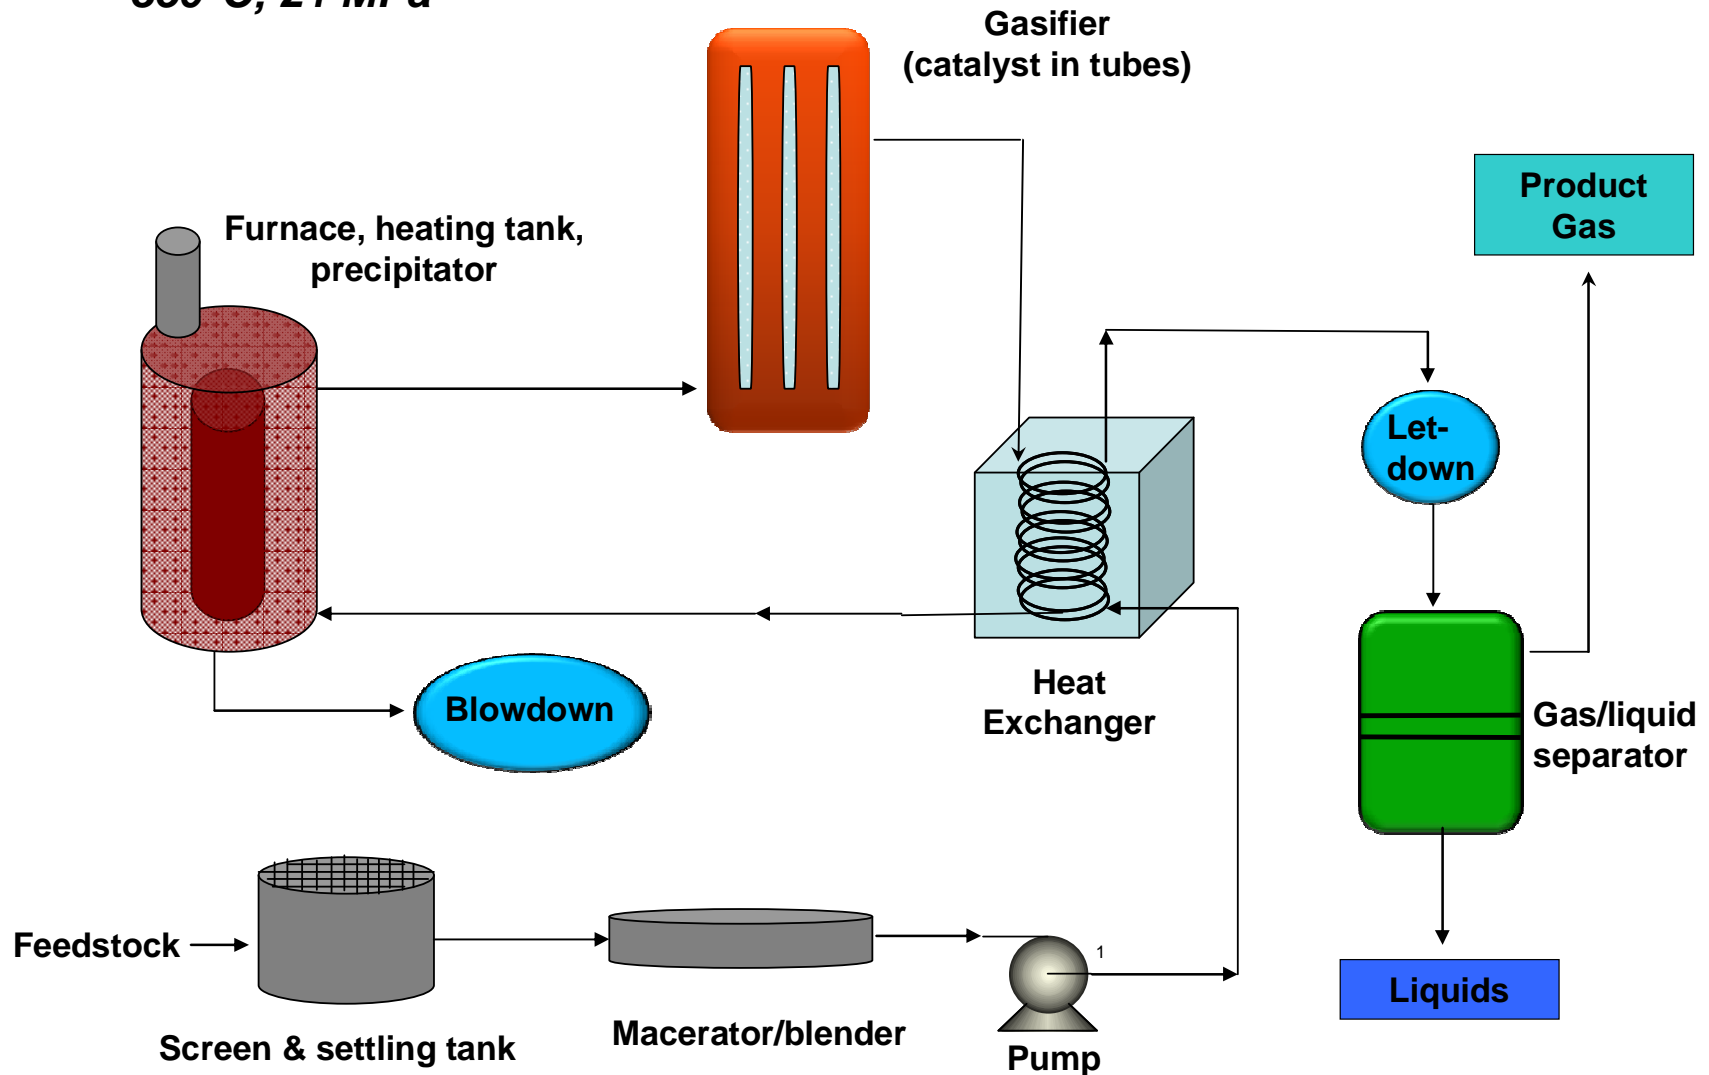 Gasifier
(catalyst in tubes)
Product
Gas
Furnace, heating tank,
precipitator
Let-
down
Heat
Exchanger
Blowdown
Gas/liquid
separator
Feedstock
1
Liquids
Screen & settling tank
Macerator/blender
Pump